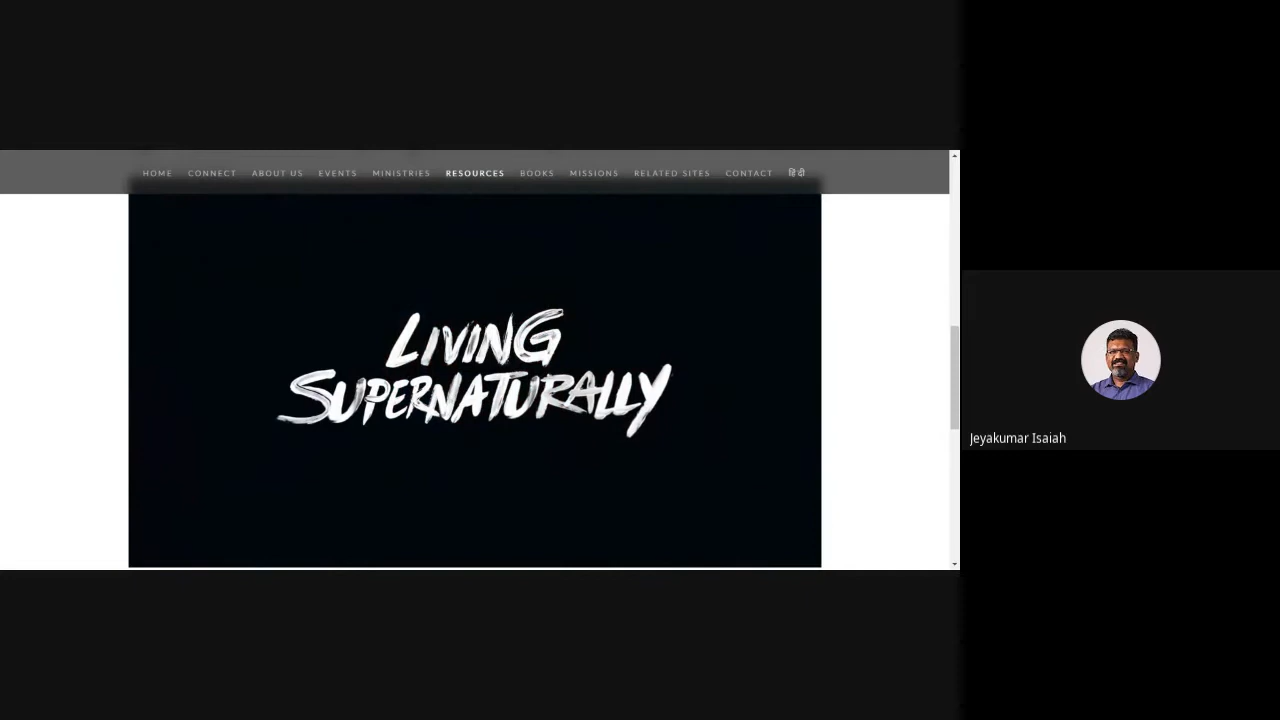 HOME CONNECT ABOUT US EVENTS MINISTRIES RESOURCES BOOKS MISSIONS RELATED SITES CONTACT हिंदी
LIVING
SUPERNATURALLY
Jeyakumar Isaiah